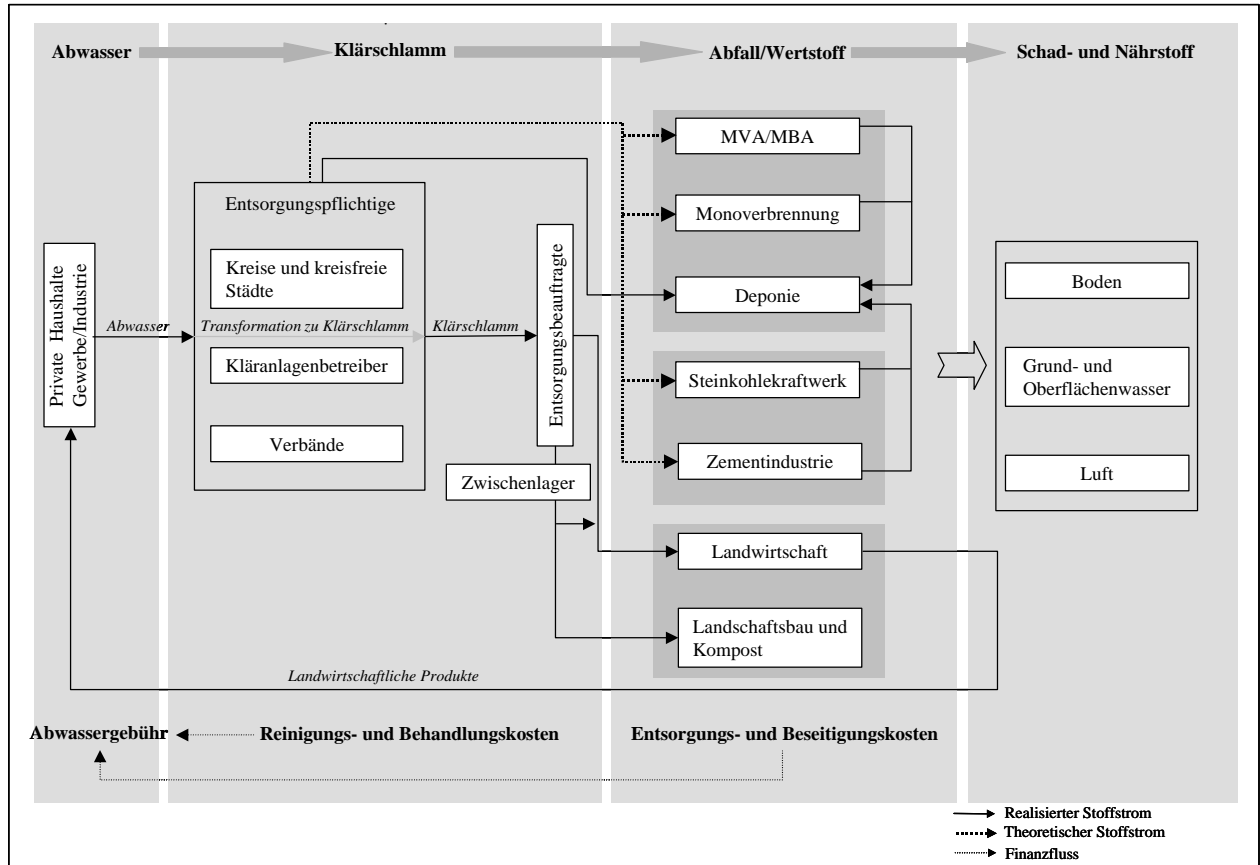 Abwasser
Klärschlamm
Abfall/Wertstoff
Schad- und Nährstoff
Private Haushalte
Gewerbe/Industrie
Abwasser
Entsorgungspflichtige
Kreise und kreisfreie
Städte
Transformation zu Klärschlamm
Kläranlagenbetreiber
Verbände
Klärschlamm
Entsorgungsbeauftragte
Zwischenlager
MVA/MBA
Monoverbrennung
Deponie
Steinkohlekraftwerk
Zementindustrie
Landwirtschaft
Landschaftsbau und
Kompost
Boden
Grund- und
Oberflächenwasser
Luft
Landwirtschaftliche Produkte
Abwassergebühr
Reinigungs- und Behandlungskosten
Entsorgungs- und Beseitigungskosten
Realisierter Stoffstrom
Theoretischer Stoffstrom
Finanzfluss